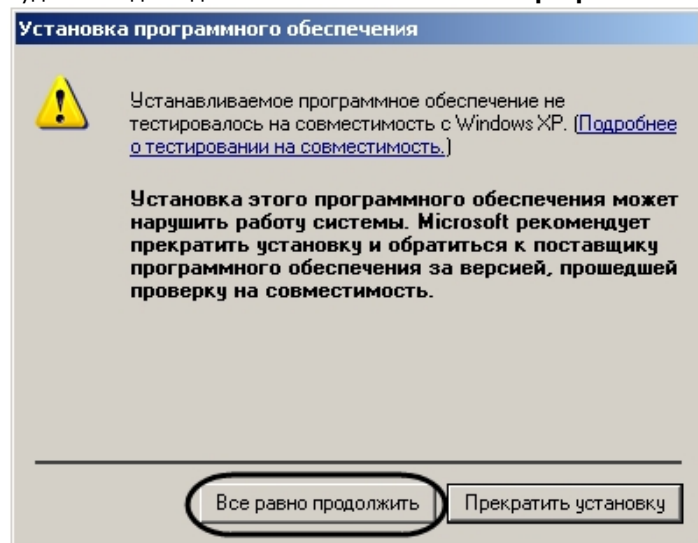 Установка программного обеспечения
Устанавливаемое программное обеспечение не
тестировалось на совместимость с Windows XP. (Подробнее
о тестировании на совместимость.)
Установка этого программного обеспечения может
нарушить работу системы. Microsoft рекомендует
прекратить установку и обратиться к поставщику
программного обеспечения за версией, прошедшей
проверку на совместимость.
Все равно продолжить
Прекратить установку